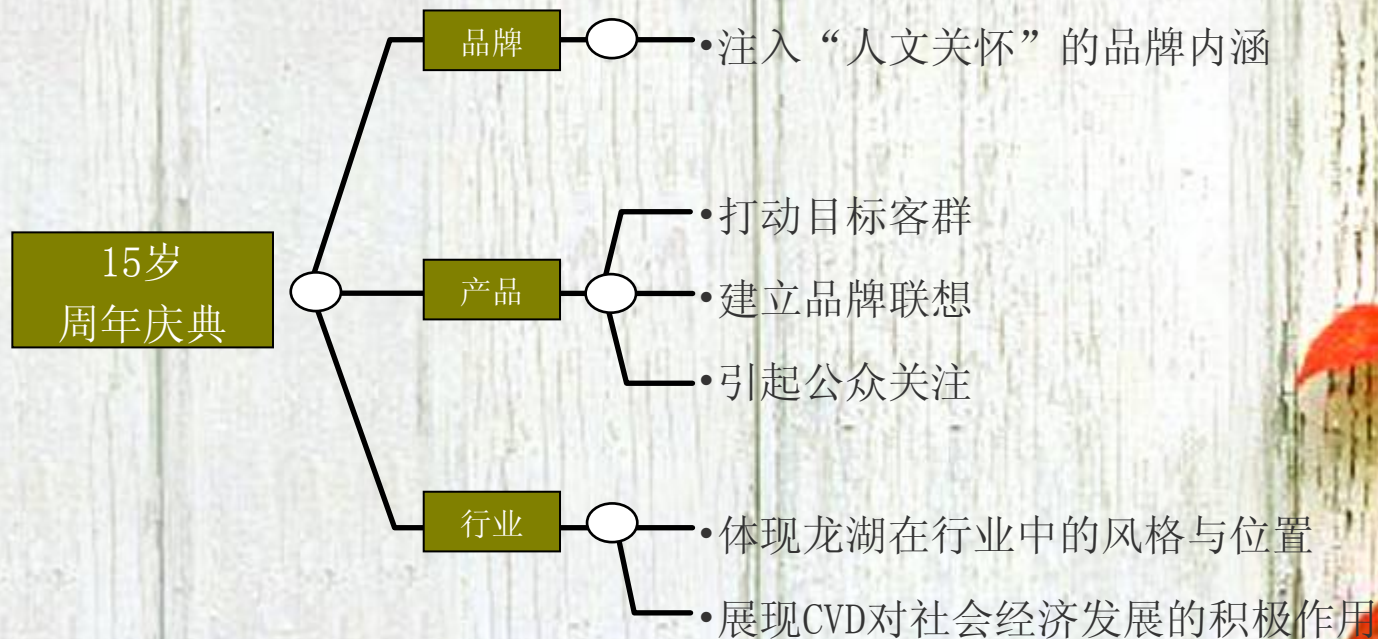 品牌
•注入“人文关怀”的品牌内涵
15岁
周年庆典
产品
•打动目标客群
•建立品牌联想
•引起公众关注
行业
•体现龙湖在行业中的风格与位置
•展现CVD对社会经济发展的积极作用